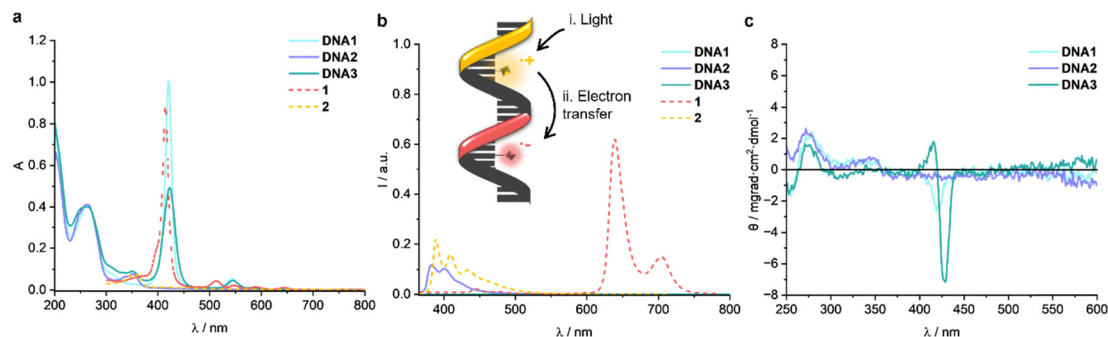 a
1.2
1.0
0.8
0.6
0.4
0.2
0.0
A
200 300 400 500 600 700 800
λ / nm
DNA1
DNA2
DNA3
1
2
b
1.0
0.8
0.6
0.4
0.2
0.0
I / a.u.
400 500 600 700
λ / nm
i. Light
·+
ii. Electron
transfer
·-
DNA1
DNA2
DNA3
1
2
c
8
6
4
2
0
−2
−4
−6
−8
θ / mgrad·cm²·dmol⁻¹
250 300 350 400 450 500 550 600
λ / nm
DNA1
DNA2
DNA3